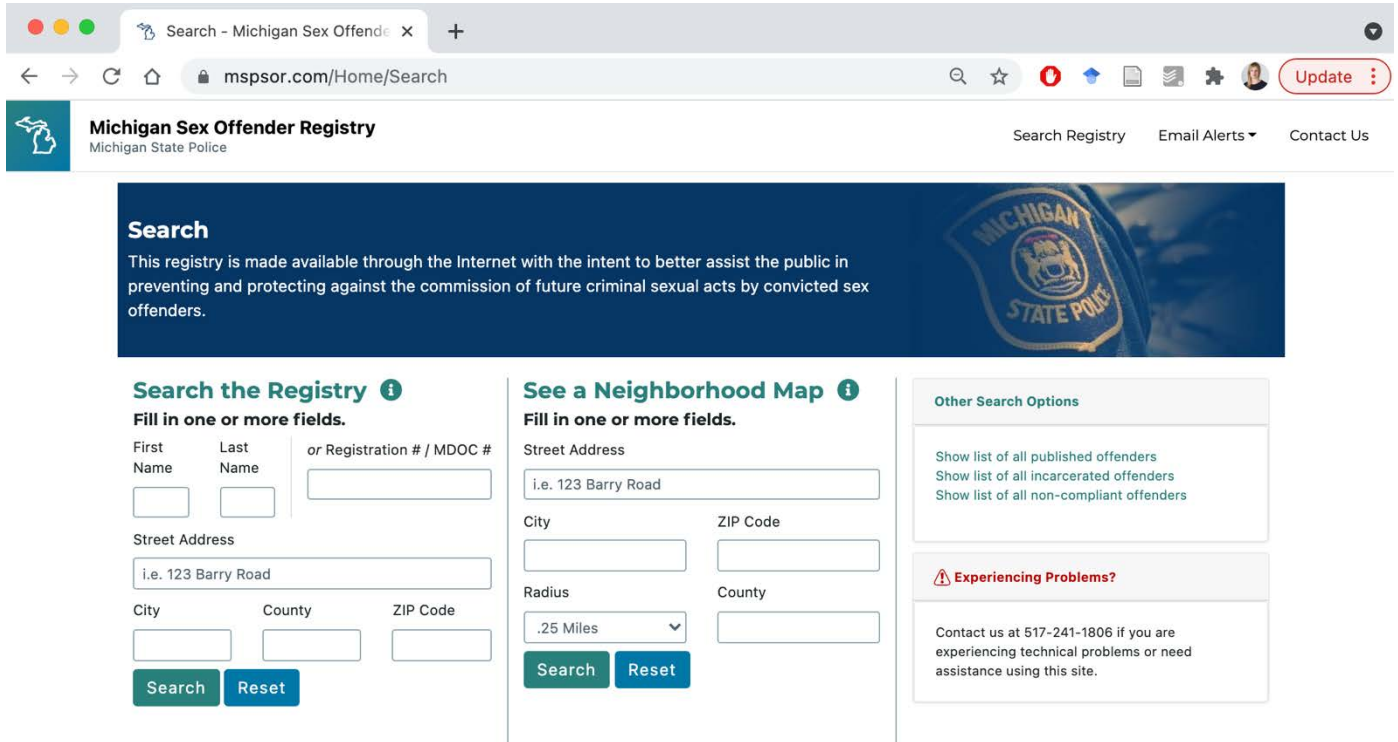 Search - Michigan Sex Offende
mspsor.com/Home/Search
Update
Michigan Sex Offender Registry
Michigan State Police
Search Registry
Email Alerts
Contact Us
Search
This registry is made available through the Internet with the intent to better assist the public in
preventing and protecting against the commission of future criminal sexual acts by convicted sex
offenders.
MICHIGAN
STATE POLICE
Search the Registry
Fill in one or more fields.
First
Name
Last
Name
or Registration # / MDOC #
Street Address
i.e. 123 Barry Road
City
County
ZIP Code
Search
Reset
See a Neighborhood Map
Fill in one or more fields.
Street Address
i.e. 123 Barry Road
City
ZIP Code
Radius
County
.25 Miles
Search
Reset
Other Search Options
Show list of all published offenders
Show list of all incarcerated offenders
Show list of all non-compliant offenders
Experiencing Problems?
Contact us at 517-241-1806 if you are
experiencing technical problems or need
assistance using this site.